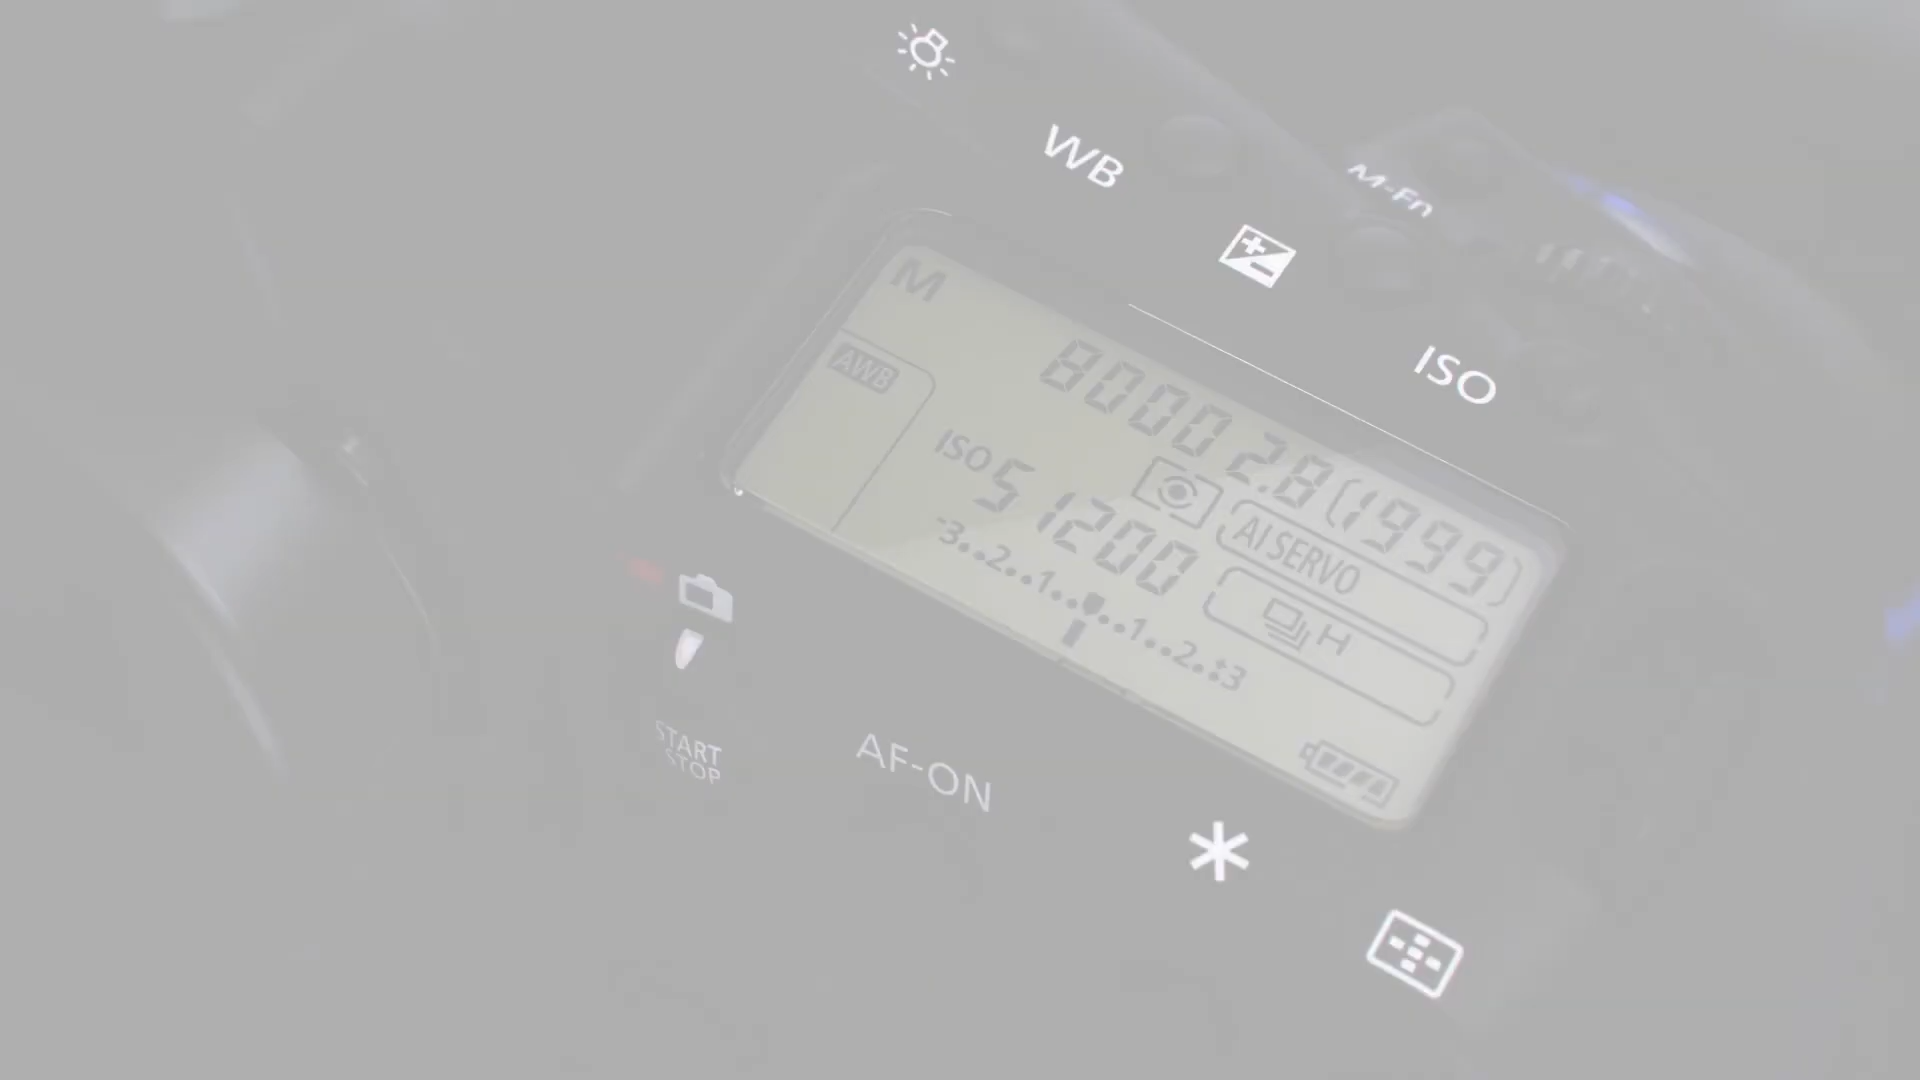 WB
M-Fn
ISO
M
8000 2.8 (1999)
AWB
ISO 51200
AI SERVO
-3..2..1..▼..1..2..:3
H
START
STOP
AF-ON